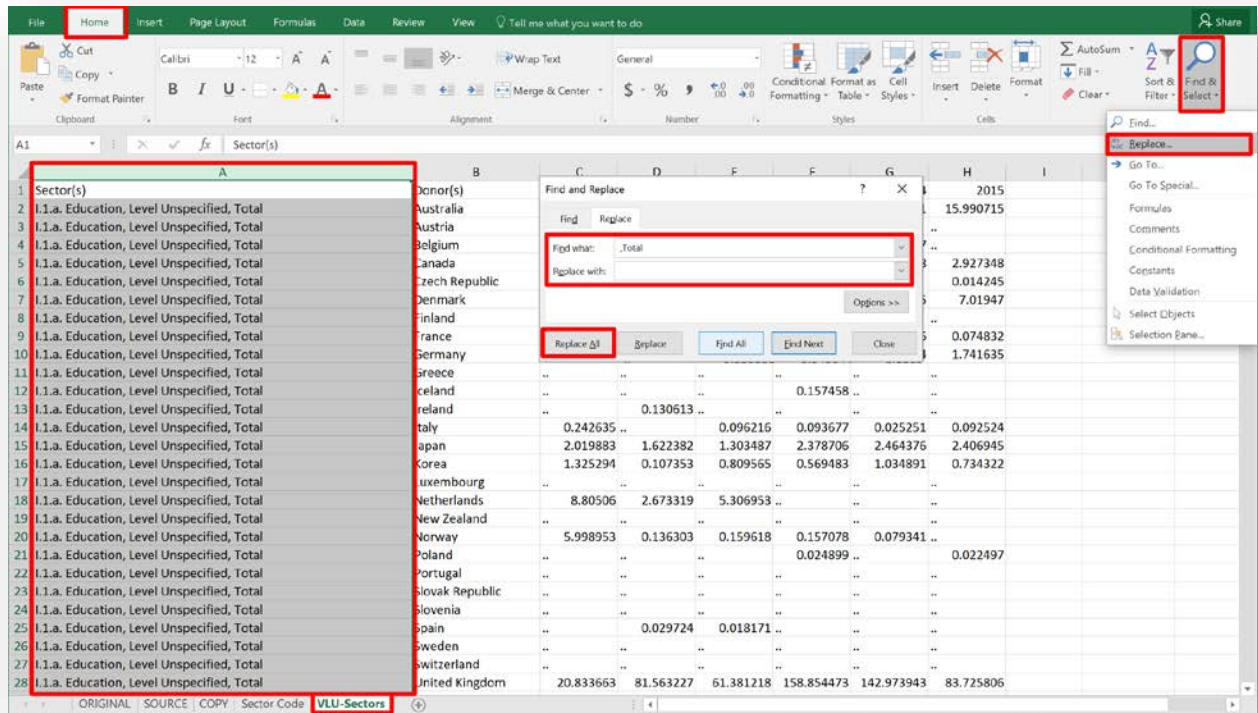 File Home Insert Page Layout Formulas Data Review View Tell me what you want to do Share
Cut
Copy
Format Painter
Paste
Calibri 12 A A
B I U A
Wrap Text
Merge & Center
General
$ % , .00 .00
Conditional Formatting Format as Table Cell Styles
Insert Delete Format
AutoSum
Fill
Clear
Sort & Filter
Find & Select
Clipboard Font Alignment Number Styles Cells
Find...
Replace...
Go To...
Go To Special...
Formulas
Comments
Conditional Formatting
Constants
Data Validation
Select Objects
Selection Pane...
A1 fx Sector(s)
A B C D E F G H I
Find and Replace ? X
Find Replace
Find what: ,Total
Replace with:
Options >>
Replace All Replace Find All Find Next Close
1 Sector(s) Donor(s) 2015
2 I.1.a. Education, Level Unspecified, Total Australia 15.990715
3 I.1.a. Education, Level Unspecified, Total Austria ..
4 I.1.a. Education, Level Unspecified, Total Belgium ..
5 I.1.a. Education, Level Unspecified, Total Canada 2.927348
6 I.1.a. Education, Level Unspecified, Total Czech Republic 0.014245
7 I.1.a. Education, Level Unspecified, Total Denmark 7.01947
8 I.1.a. Education, Level Unspecified, Total Finland ..
9 I.1.a. Education, Level Unspecified, Total France 0.074832
10 I.1.a. Education, Level Unspecified, Total Germany 1.741635
11 I.1.a. Education, Level Unspecified, Total Greece .. .. .. .. .. ..
12 I.1.a. Education, Level Unspecified, Total Iceland .. .. .. 0.157458 .. ..
13 I.1.a. Education, Level Unspecified, Total Ireland .. 0.130613 .. .. .. ..
14 I.1.a. Education, Level Unspecified, Total Italy 0.242635 .. 0.096216 0.093677 0.025251 0.092524
15 I.1.a. Education, Level Unspecified, Total Japan 2.019883 1.622382 1.303487 2.378706 2.464376 2.406945
16 I.1.a. Education, Level Unspecified, Total Korea 1.325294 0.107353 0.809565 0.569483 1.034891 0.734322
17 I.1.a. Education, Level Unspecified, Total Luxembourg .. .. .. .. .. ..
18 I.1.a. Education, Level Unspecified, Total Netherlands 8.80506 2.673319 5.306953 .. .. ..
19 I.1.a. Education, Level Unspecified, Total New Zealand .. .. .. .. .. ..
20 I.1.a. Education, Level Unspecified, Total Norway 5.998953 0.136303 0.159618 0.157078 0.079341 ..
21 I.1.a. Education, Level Unspecified, Total Poland .. .. .. 0.024899 .. 0.022497
22 I.1.a. Education, Level Unspecified, Total Portugal .. .. .. .. .. ..
23 I.1.a. Education, Level Unspecified, Total Slovak Republic .. .. .. .. .. ..
24 I.1.a. Education, Level Unspecified, Total Slovenia .. .. .. .. .. ..
25 I.1.a. Education, Level Unspecified, Total Spain .. 0.029724 0.018171 .. .. ..
26 I.1.a. Education, Level Unspecified, Total Sweden .. .. .. .. .. ..
27 I.1.a. Education, Level Unspecified, Total Switzerland .. .. .. .. .. ..
28 I.1.a. Education, Level Unspecified, Total United Kingdom 20.833663 81.563227 61.381218 158.854473 142.973943 83.725806
ORIGINAL SOURCE COPY Sector Code VLU-Sectors